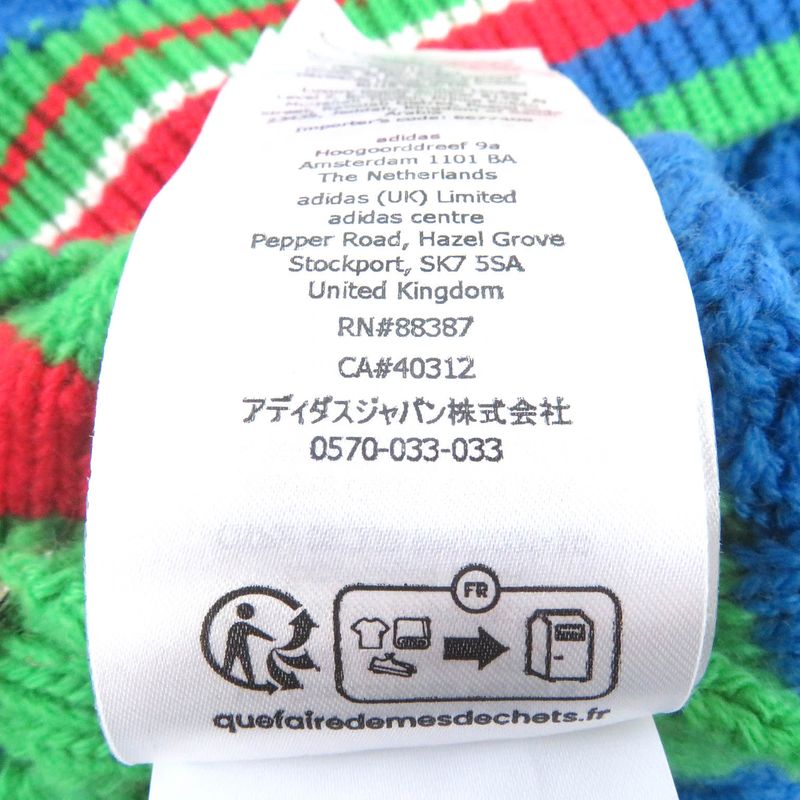 Importer's code:
adidas
Hoogoorddreef 9a
Amsterdam 1101 BA
The Netherlands
adidas (UK) Limited
adidas centre
Pepper Road, Hazel Grove
Stockport, SK7 5SA
United Kingdom
RN#88387
CA#40312
アディダスジャパン株式会社
0570-033-033
FR
quefairedemesdechets.fr